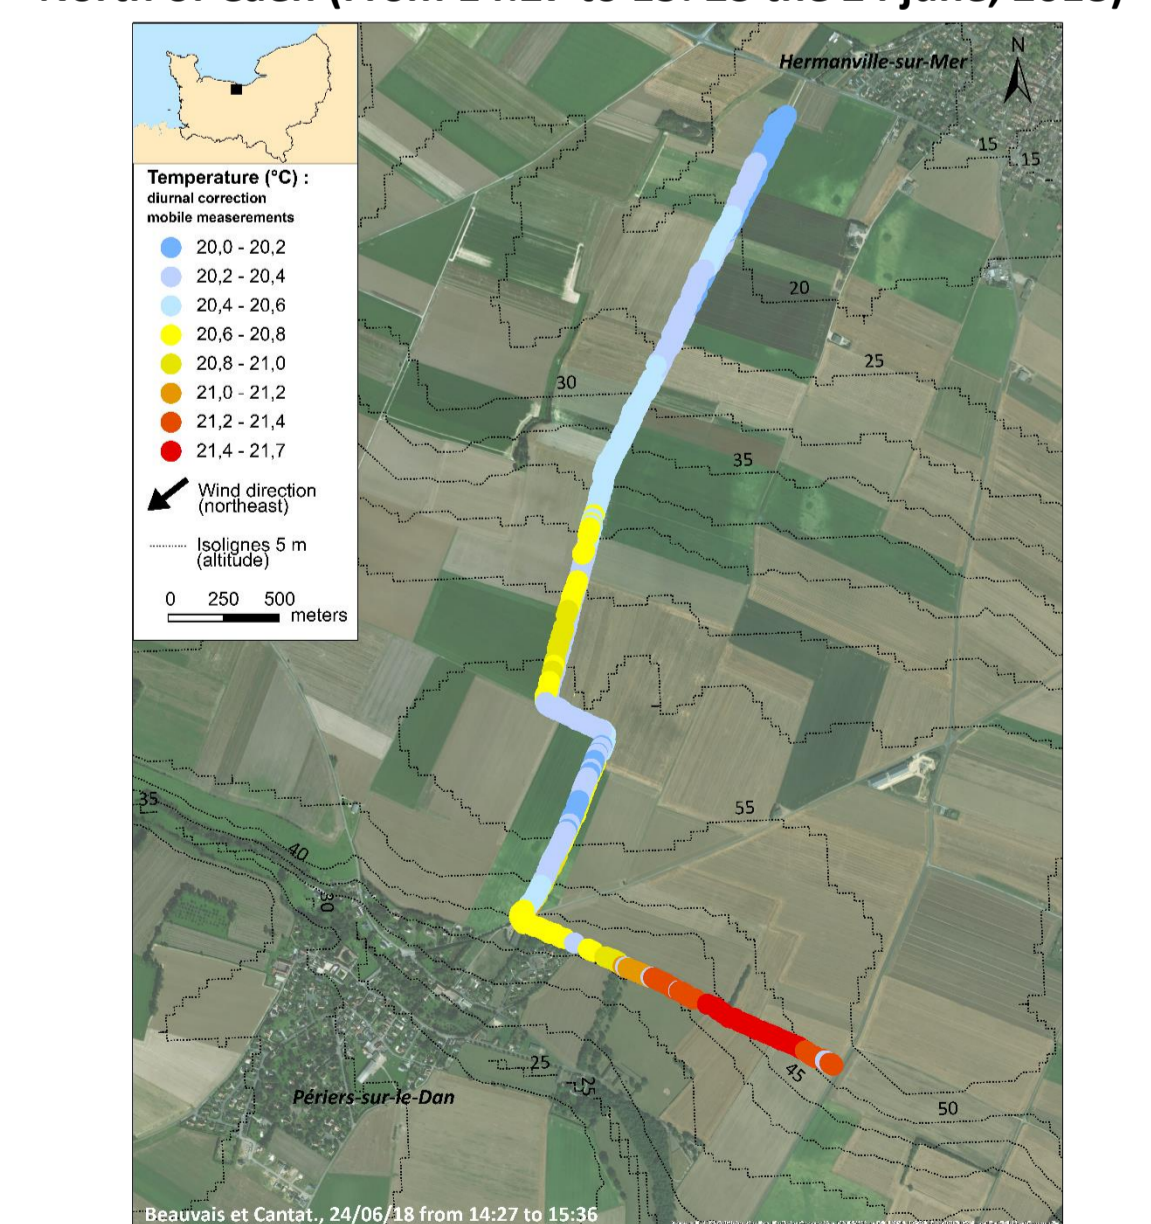 Hermanville-sur-Mer
N
15
15
Temperature (°C) :
diurnal correction
mobile measerements
20,0 - 20,2
20,2 - 20,4
20,4 - 20,6
20,6 - 20,8
20,8 - 21,0
21,0 - 21,2
21,2 - 21,4
21,4 - 21,7
Wind direction
(northeast)
Isolignes 5 m
(altitude)
0 250 500
meters
20
25
30
35
55
35
40
30
25
25
45
50
Périers-sur-le-Dan
Beauvais et Cantat., 24/06/18 from 14:27 to 15:36